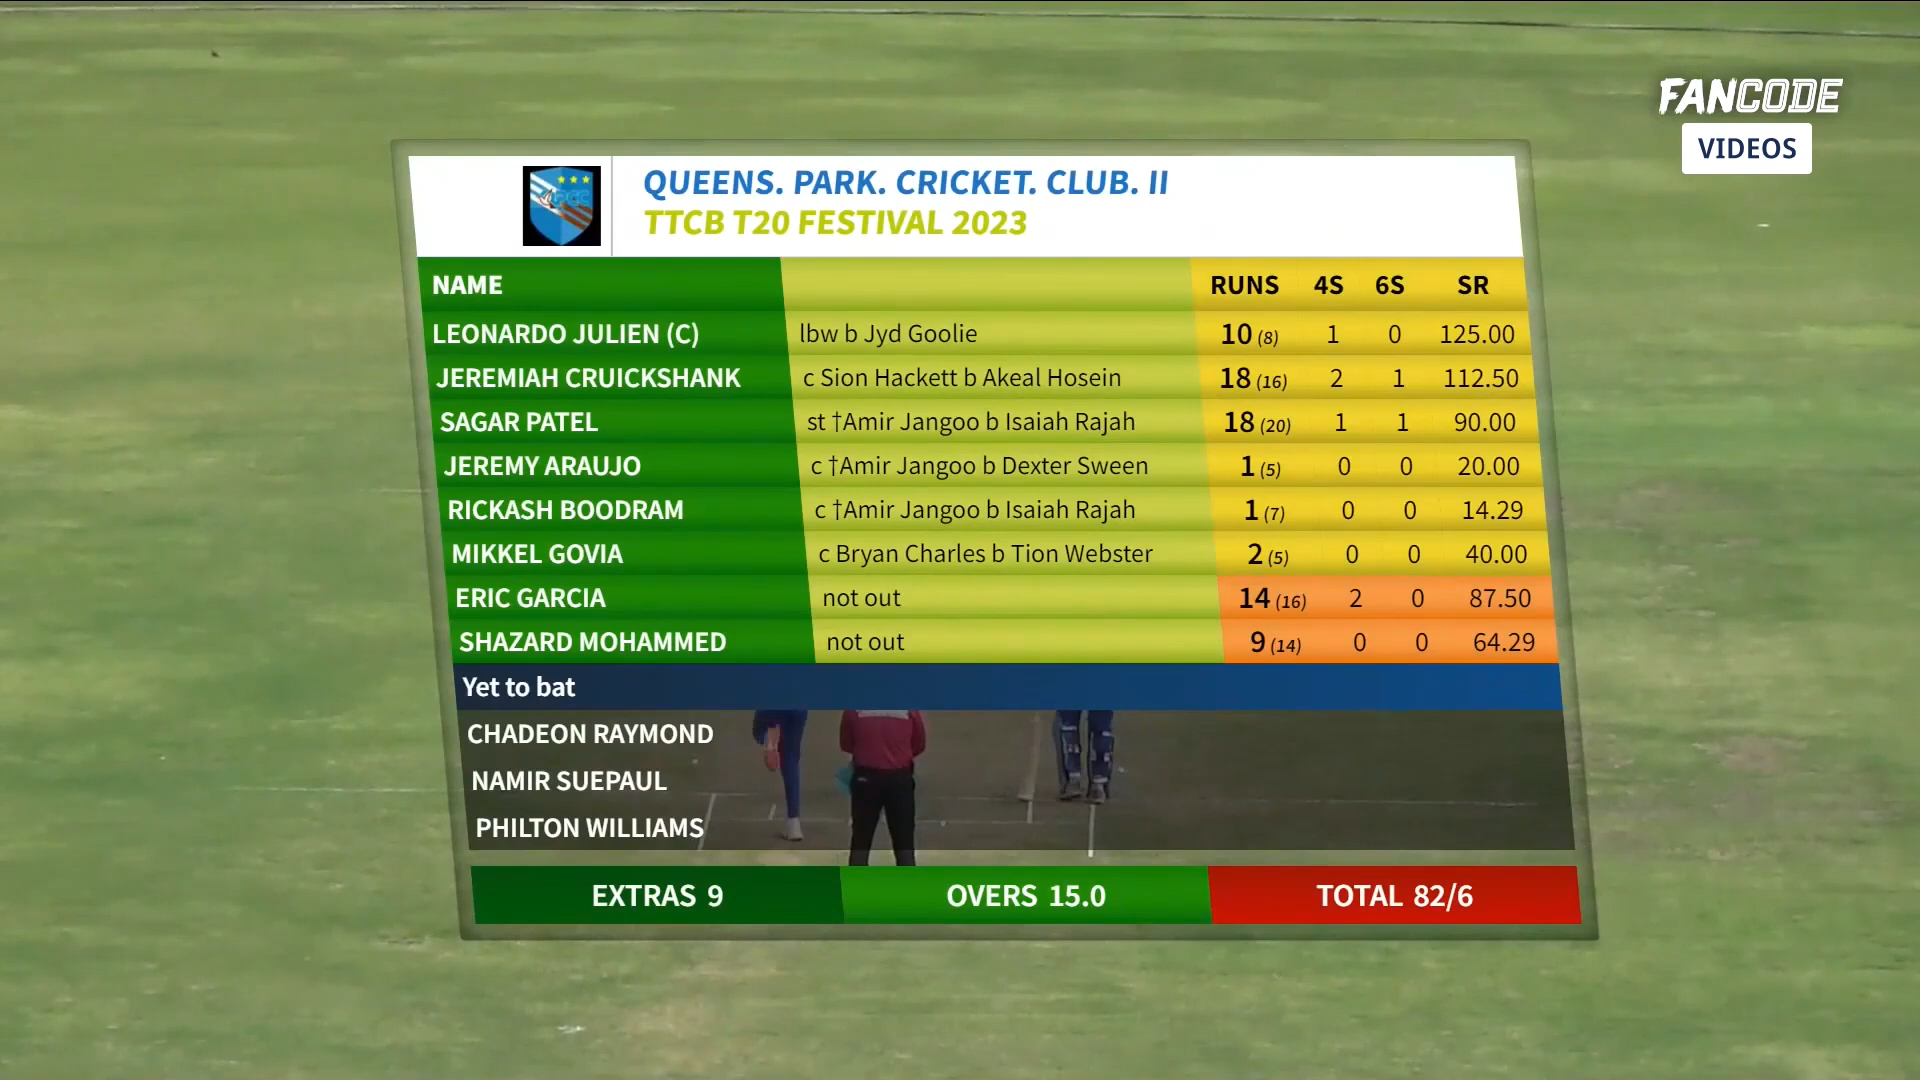 FANCODE
VIDEOS
QUEENS. PARK. CRICKET. CLUB. II
TTCB T20 FESTIVAL 2023
NAME RUNS 4S 6S SR
LEONARDO JULIEN (C) lbw b Jyd Goolie 10 (8) 1 0 125.00
JEREMIAH CRUICKSHANK c Sion Hackett b Akeal Hosein 18 (16) 2 1 112.50
SAGAR PATEL st †Amir Jangoo b Isaiah Rajah 18 (20) 1 1 90.00
JEREMY ARAUJO c †Amir Jangoo b Dexter Sween 1 (5) 0 0 20.00
RICKASH BOODRAM c †Amir Jangoo b Isaiah Rajah 1 (7) 0 0 14.29
MIKKEL GOVIA c Bryan Charles b Tion Webster 2 (5) 0 0 40.00
ERIC GARCIA not out 14 (16) 2 0 87.50
SHAZARD MOHAMMED not out 9 (14) 0 0 64.29
Yet to bat
CHADEON RAYMOND
NAMIR SUEPAUL
PHILTON WILLIAMS
EXTRAS 9 OVERS 15.0 TOTAL 82/6